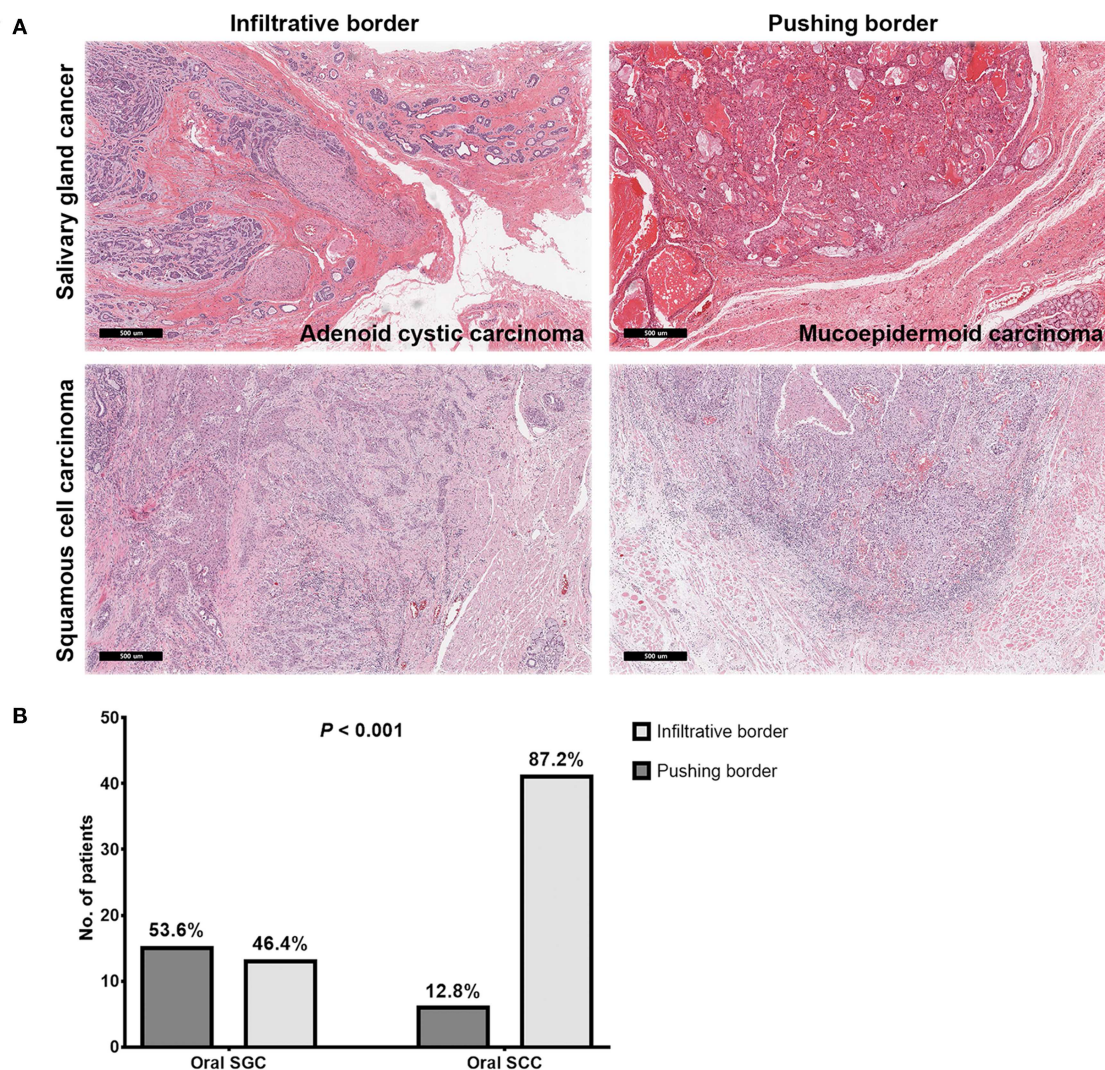 A
Infiltrative border
Pushing border
Salivary gland cancer
500 um
Adenoid cystic carcinoma
500 um
Mucoepidermoid carcinoma
Squamous cell carcinoma
500 um
500 um
B
P < 0.001
No. of patients
50
40
30
20
10
0
53.6%
46.4%
12.8%
87.2%
Oral SGC
Oral SCC
Infiltrative border
Pushing border